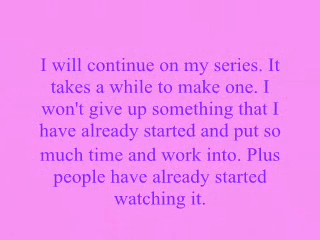 I will continue on my series. It
takes a while to make one. I
won't give up something that I
have already started and put so
much time and work into. Plus
people have already started
watching it.